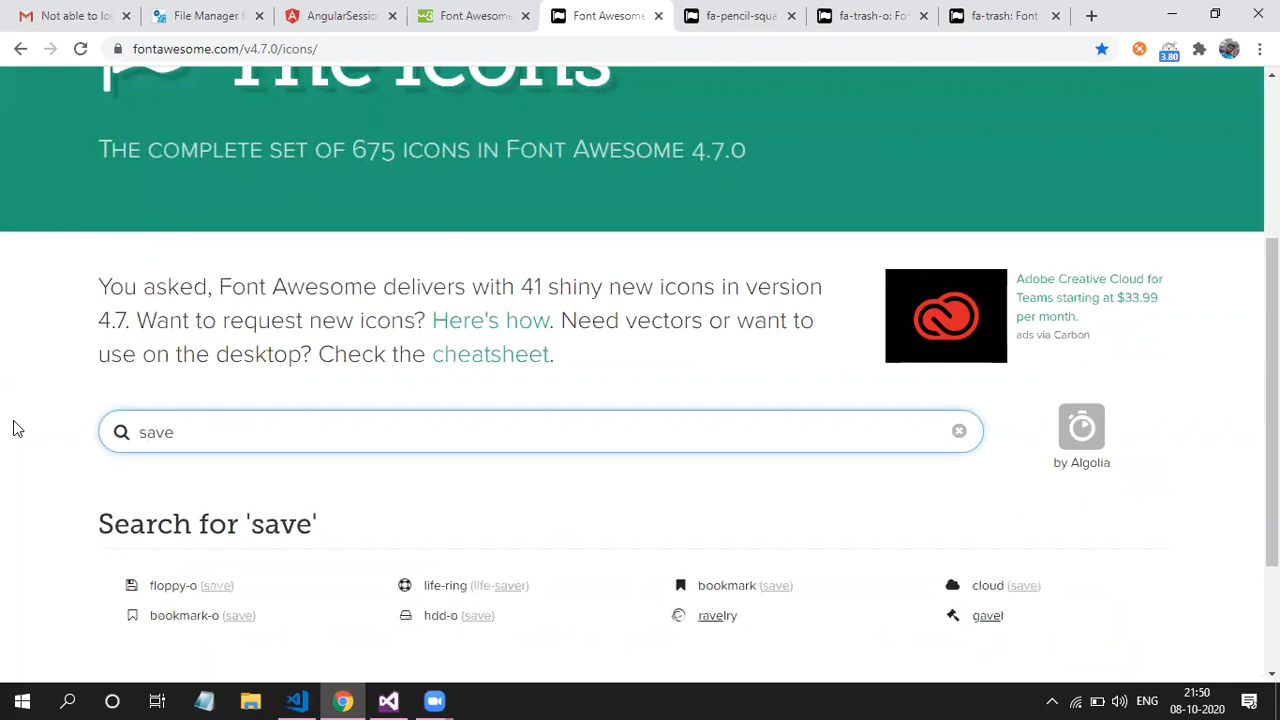 Not able to log
File Manager f
AngularSessio
Font Awesome
Font Awesome
fa-pencil-squa
fa-trash-o: Fo
fa-trash: Font
fontawesome.com/v4.7.0/icons/
3.80
The Icons
THE COMPLETE SET OF 675 ICONS IN FONT AWESOME 4.7.0
You asked, Font Awesome delivers with 41 shiny new icons in version
4.7. Want to request new icons? Here's how. Need vectors or want to
use on the desktop? Check the cheatsheet.
Adobe Creative Cloud for
Teams starting at $33.99
per month.
ads via Carbon
save
by Algolia
Search for 'save'
floppy-o (save)
life-ring (life-saver)
bookmark (save)
cloud (save)
bookmark-o (save)
hdd-o (save)
ravelry
gavel
ENG
21:50
08-10-2020